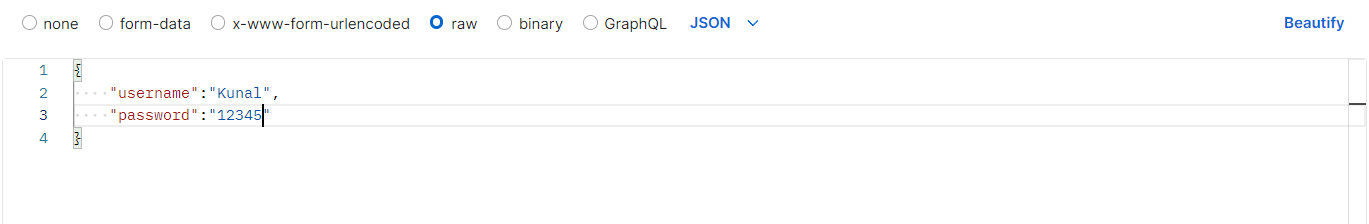 none form-data x-www-form-urlencoded raw binary GraphQL JSON Beautify
1 {
2 "username":"Kunal",
3 "password":"12345"
4 }